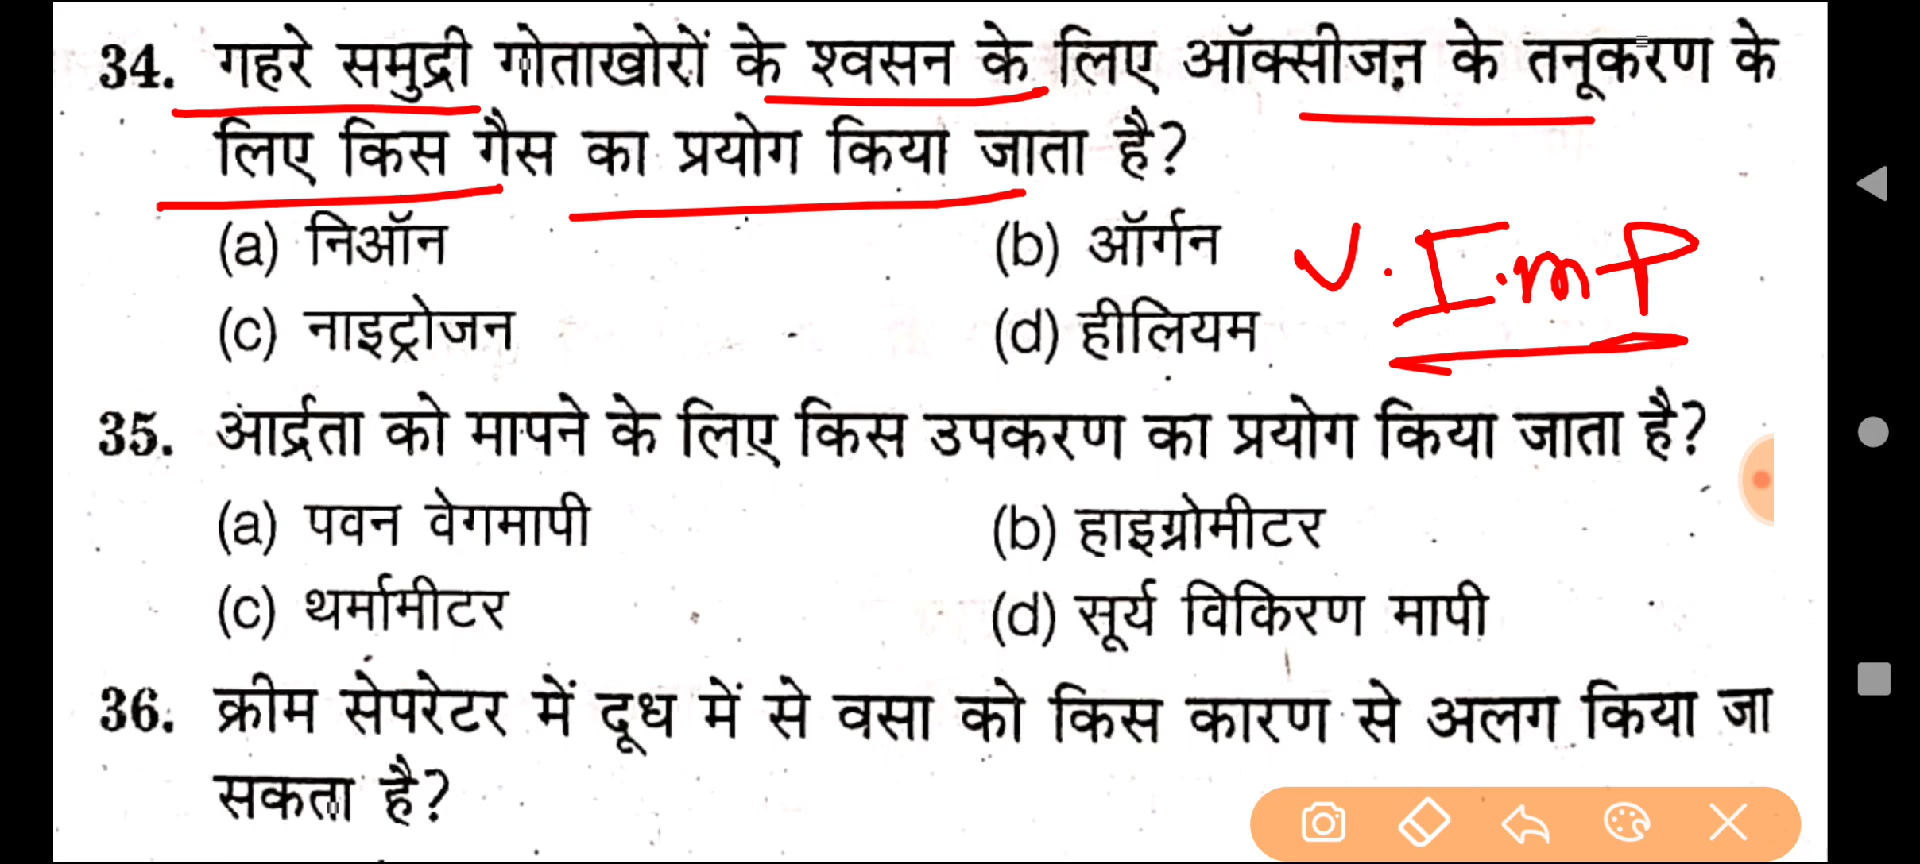 34. गहरे समुद्री गोताखोरों के श्वसन के लिए ऑक्सीजन के तनूकरण के
लिए किस गैस का प्रयोग किया जाता है?
(a) निऑन (b) ऑर्गन
V. I.mP
(c) नाइट्रोजन (d) हीलियम
35. आर्द्रता को मापने के लिए किस उपकरण का प्रयोग किया जाता है?
(a) पवन वेगमापी (b) हाइग्रोमीटर
(c) थर्मामीटर (d) सूर्य विकिरण मापी
36. क्रीम सेपरेटर में दूध में से वसा को किस कारण से अलग किया जा
सकता है?